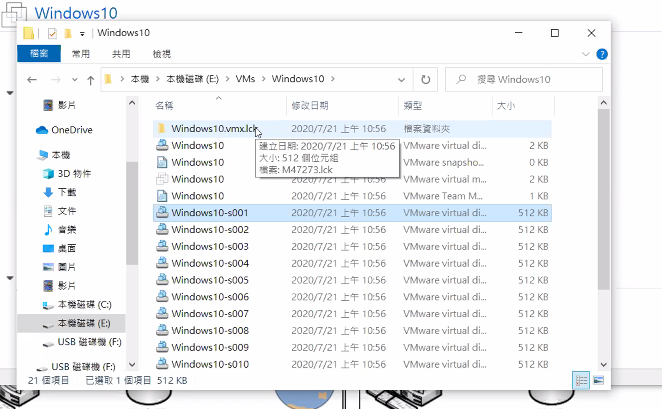 Windows10
Windows10
檔案 常用 共用 檢視
本機 本機磁碟 (E:) VMs Windows10 搜尋 Windows10
名稱 修改日期 類型 大小
影片
OneDrive
本機
3D 物件
下載
文件
音樂
桌面
圖片
影片
本機磁碟 (C:)
本機磁碟 (E:)
USB 磁碟機 (F:)
USB 磁碟機 (F:)
Windows10.vmx.lck 2020/7/21 上午 10:56 檔案資料夾
Windows10 VMware virtual di... 2 KB
Windows10 VMware snapsho... 0 KB
Windows10 VMware virtual m... 2 KB
Windows10 2020/7/21 上午 10:56 VMware Team M... 1 KB
Windows10-s001 2020/7/21 上午 10:56 VMware virtual di... 512 KB
Windows10-s002 2020/7/21 上午 10:56 VMware virtual di... 512 KB
Windows10-s003 2020/7/21 上午 10:56 VMware virtual di... 512 KB
Windows10-s004 2020/7/21 上午 10:56 VMware virtual di... 512 KB
Windows10-s005 2020/7/21 上午 10:56 VMware virtual di... 512 KB
Windows10-s006 2020/7/21 上午 10:56 VMware virtual di... 512 KB
Windows10-s007 2020/7/21 上午 10:56 VMware virtual di... 512 KB
Windows10-s008 2020/7/21 上午 10:56 VMware virtual di... 512 KB
Windows10-s009 2020/7/21 上午 10:56 VMware virtual di... 512 KB
Windows10-s010 2020/7/21 上午 10:56 VMware virtual di... 512 KB
建立日期: 2020/7/21 上午 10:56
大小: 512 個位元組
檔案: M47273.lck
21 個項目 已選取 1 個項目 512 KB